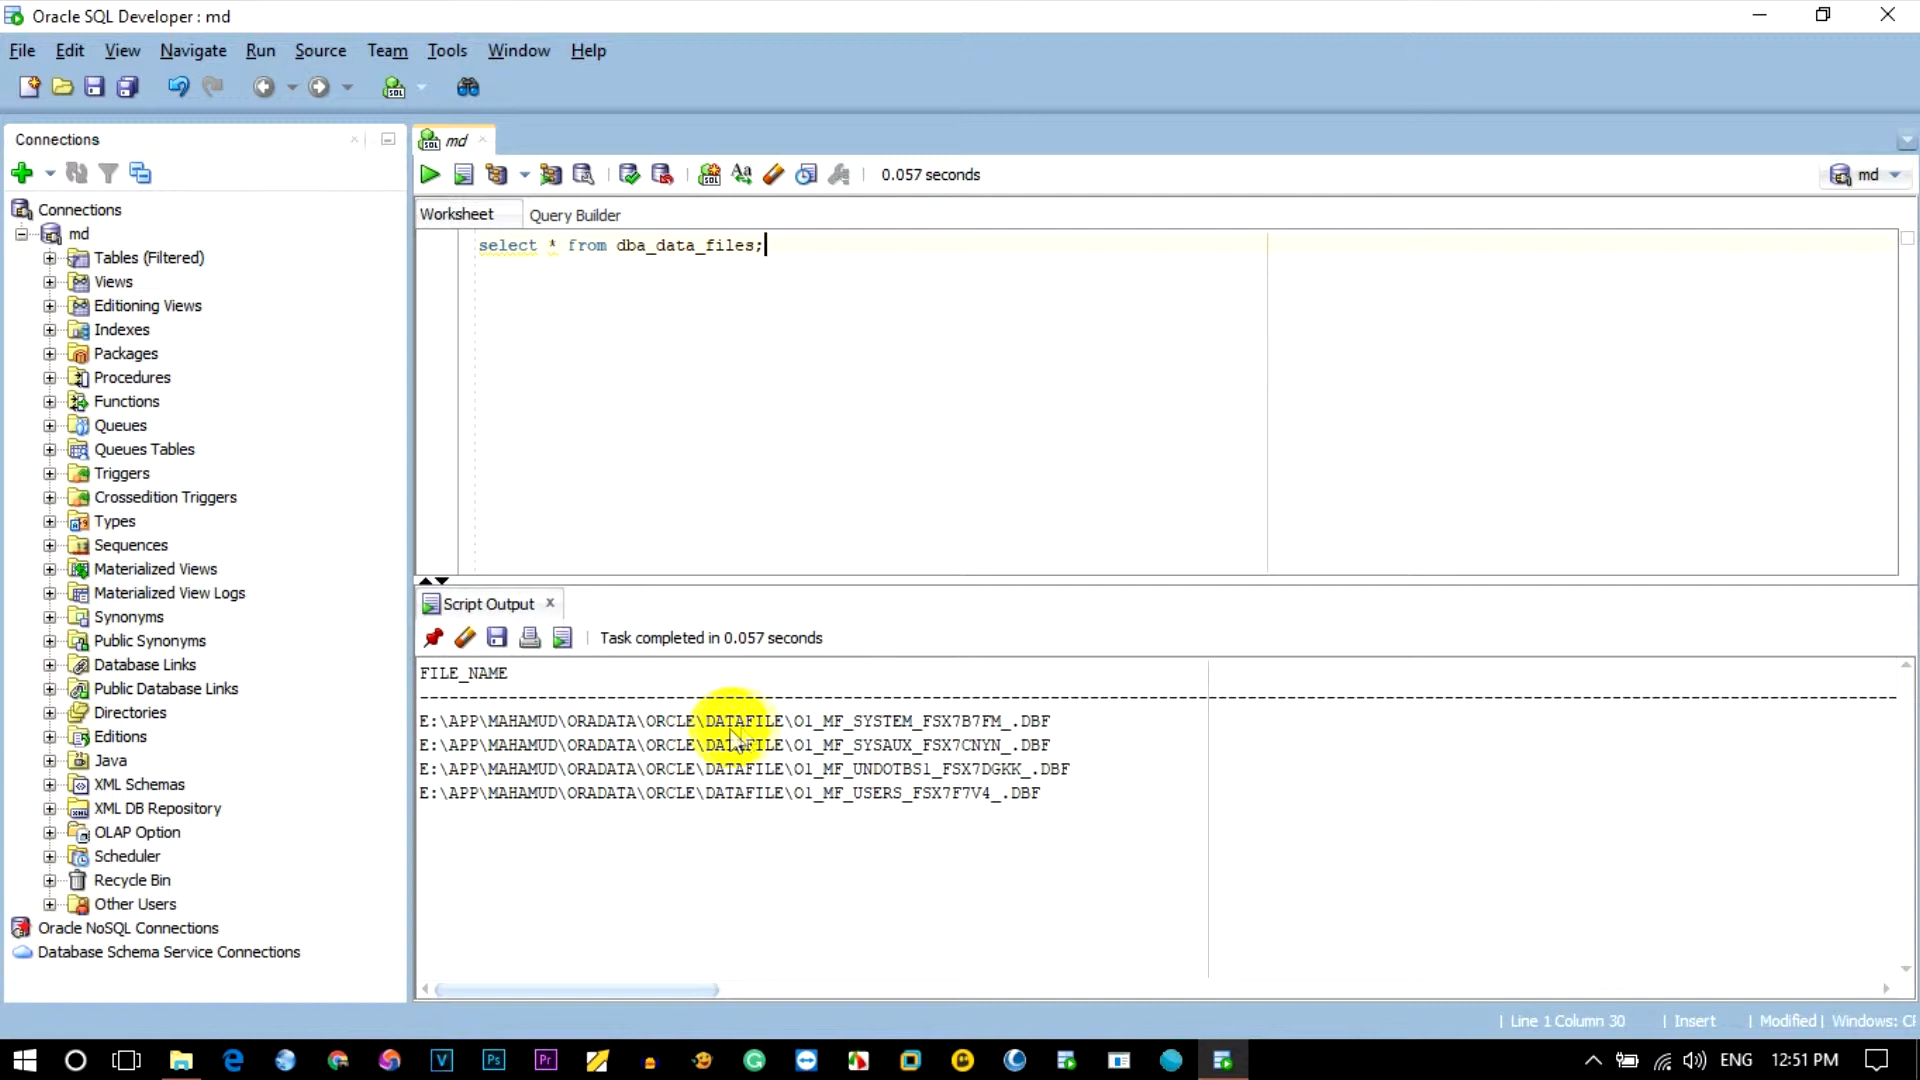 Oracle SQL Developer : md
File Edit View Navigate Run Source Team Tools Window Help
Connections
md
0.057 seconds
md
Worksheet Query Builder
select * from dba_data_files;
Connections
md
Tables (Filtered)
Views
Editioning Views
Indexes
Packages
Procedures
Functions
Queues
Queues Tables
Triggers
Crossedition Triggers
Types
Sequences
Materialized Views
Materialized View Logs
Synonyms
Public Synonyms
Database Links
Public Database Links
Directories
Editions
Java
XML Schemas
XML DB Repository
OLAP Option
Scheduler
Recycle Bin
Other Users
Oracle NoSQL Connections
Database Schema Service Connections
Script Output
Task completed in 0.057 seconds
FILE_NAME
E:\APP\MAHAMUD\ORADATA\ORCLE\DATAFILE\O1_MF_SYSTEM_FSX7B7FM_.DBF
E:\APP\MAHAMUD\ORADATA\ORCLE\DATAFILE\O1_MF_SYSAUX_FSX7CNYN_.DBF
E:\APP\MAHAMUD\ORADATA\ORCLE\DATAFILE\O1_MF_UNDOTBS1_FSX7DGKK_.DBF
E:\APP\MAHAMUD\ORADATA\ORCLE\DATAFILE\O1_MF_USERS_FSX7F7V4_.DBF
| Line 1 Column 30 | Insert | Modified | Windows: CF
ENG 12:51 PM